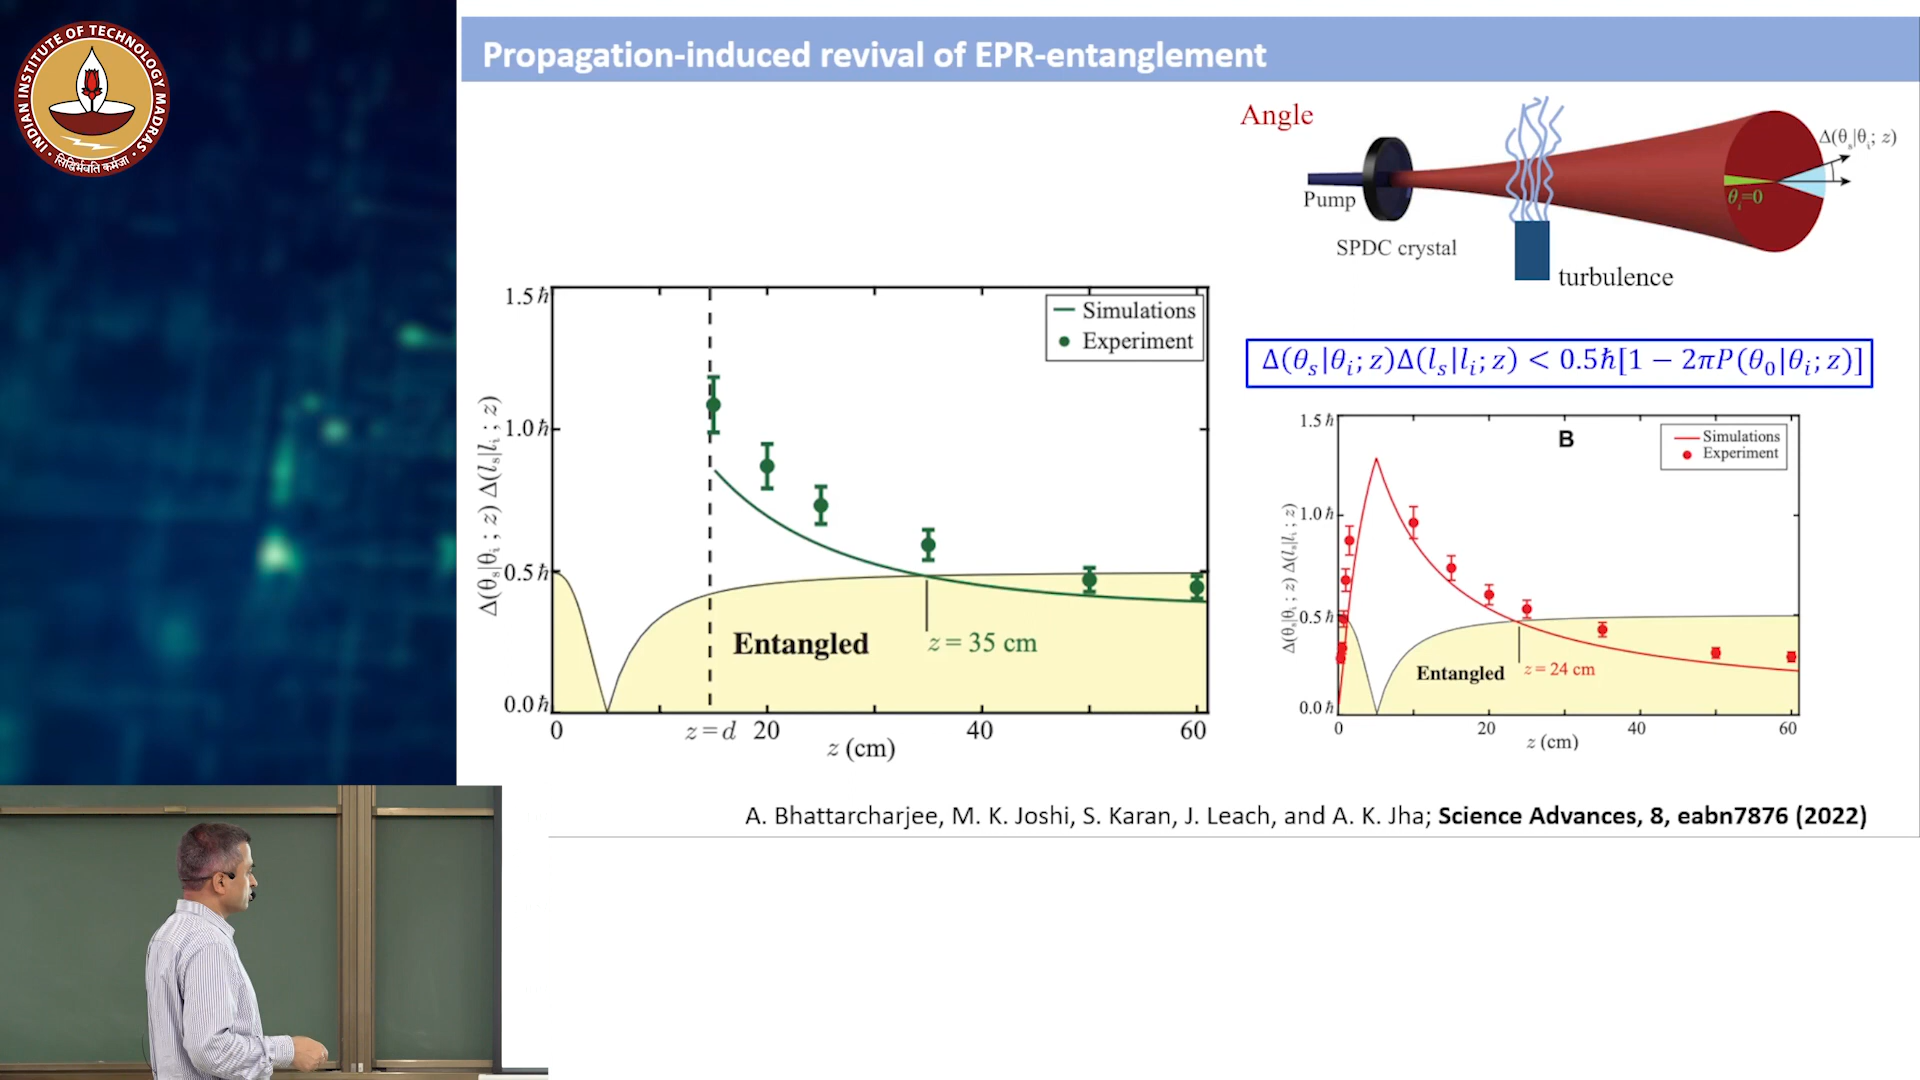 INDIAN INSTITUTE OF TECHNOLOGY MADRAS
सिद्धिर्भवति कर्मजा
Propagation-induced revival of EPR-entanglement
Angle
Δ(θₛ|θᵢ; z)
Pump
θᵢ=0
SPDC crystal
turbulence
Δ(θₛ|θᵢ; z)Δ(lₛ|lᵢ; z) < 0.5ħ[1 − 2πP(θ₀|θᵢ; z)]
1.5ħ
1.0ħ
0.5ħ
0.0ħ
Δ(θₛ|θᵢ ; z) Δ(lₛ|lᵢ ; z)
Simulations
Experiment
Entangled
z = 35 cm
0
z = d
20
40
60
z (cm)
1.5ħ
1.0ħ
0.5ħ
0.0ħ
Δ(θₛ|θᵢ ; z) Δ(lₛ|lᵢ ; z)
B
Simulations
Experiment
Entangled
z = 24 cm
0
20
40
60
z (cm)
A. Bhattarcharjee, M. K. Joshi, S. Karan, J. Leach, and A. K. Jha; Science Advances, 8, eabn7876 (2022)